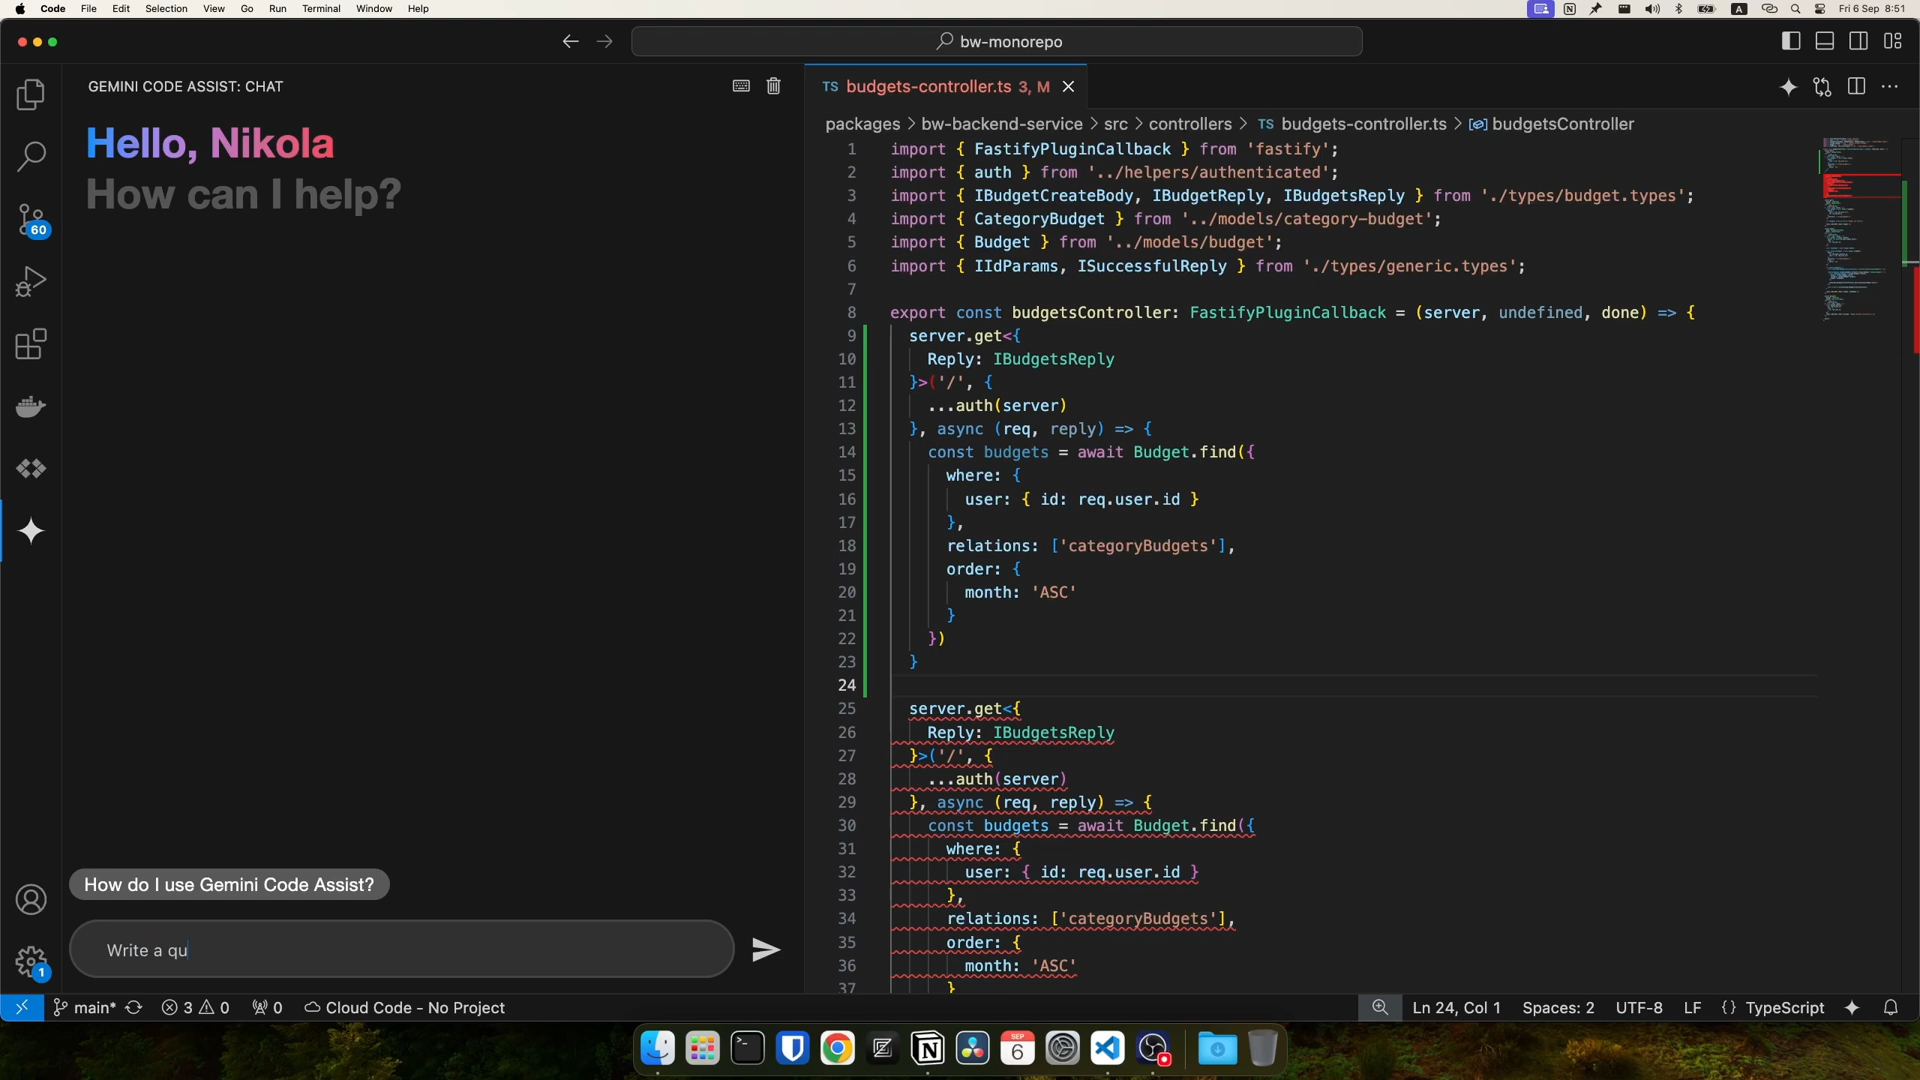 Code File Edit Selection View Go Run Terminal Window Help
A
Fri 6 Sep 8:51
bw-monorepo
GEMINI CODE ASSIST: CHAT
Hello, Nikola
How can I help?
60
How do I use Gemini Code Assist?
Write a qu
1
TS budgets-controller.ts 3, M
packages > bw-backend-service > src > controllers > TS budgets-controller.ts > budgetsController
1 import { FastifyPluginCallback } from 'fastify';
2 import { auth } from '../helpers/authenticated';
3 import { IBudgetCreateBody, IBudgetReply, IBudgetsReply } from './types/budget.types';
4 import { CategoryBudget } from '../models/category-budget';
5 import { Budget } from '../models/budget';
6 import { IIdParams, ISuccessfulReply } from './types/generic.types';
7
8 export const budgetsController: FastifyPluginCallback = (server, undefined, done) => {
9 server.get<{
10 Reply: IBudgetsReply
11 }>('/', {
12 ...auth(server)
13 }, async (req, reply) => {
14 const budgets = await Budget.find({
15 where: {
16 user: { id: req.user.id }
17 },
18 relations: ['categoryBudgets'],
19 order: {
20 month: 'ASC'
21 }
22 })
23 }
24
25 server.get<{
26 Reply: IBudgetsReply
27 }>('/', {
28 ...auth(server)
29 }, async (req, reply) => {
30 const budgets = await Budget.find({
31 where: {
32 user: { id: req.user.id }
33 },
34 relations: ['categoryBudgets'],
35 order: {
36 month: 'ASC'
37 }
main* 3 0 0 Cloud Code - No Project
Ln 24, Col 1 Spaces: 2 UTF-8 LF {} TypeScript
SEP
6